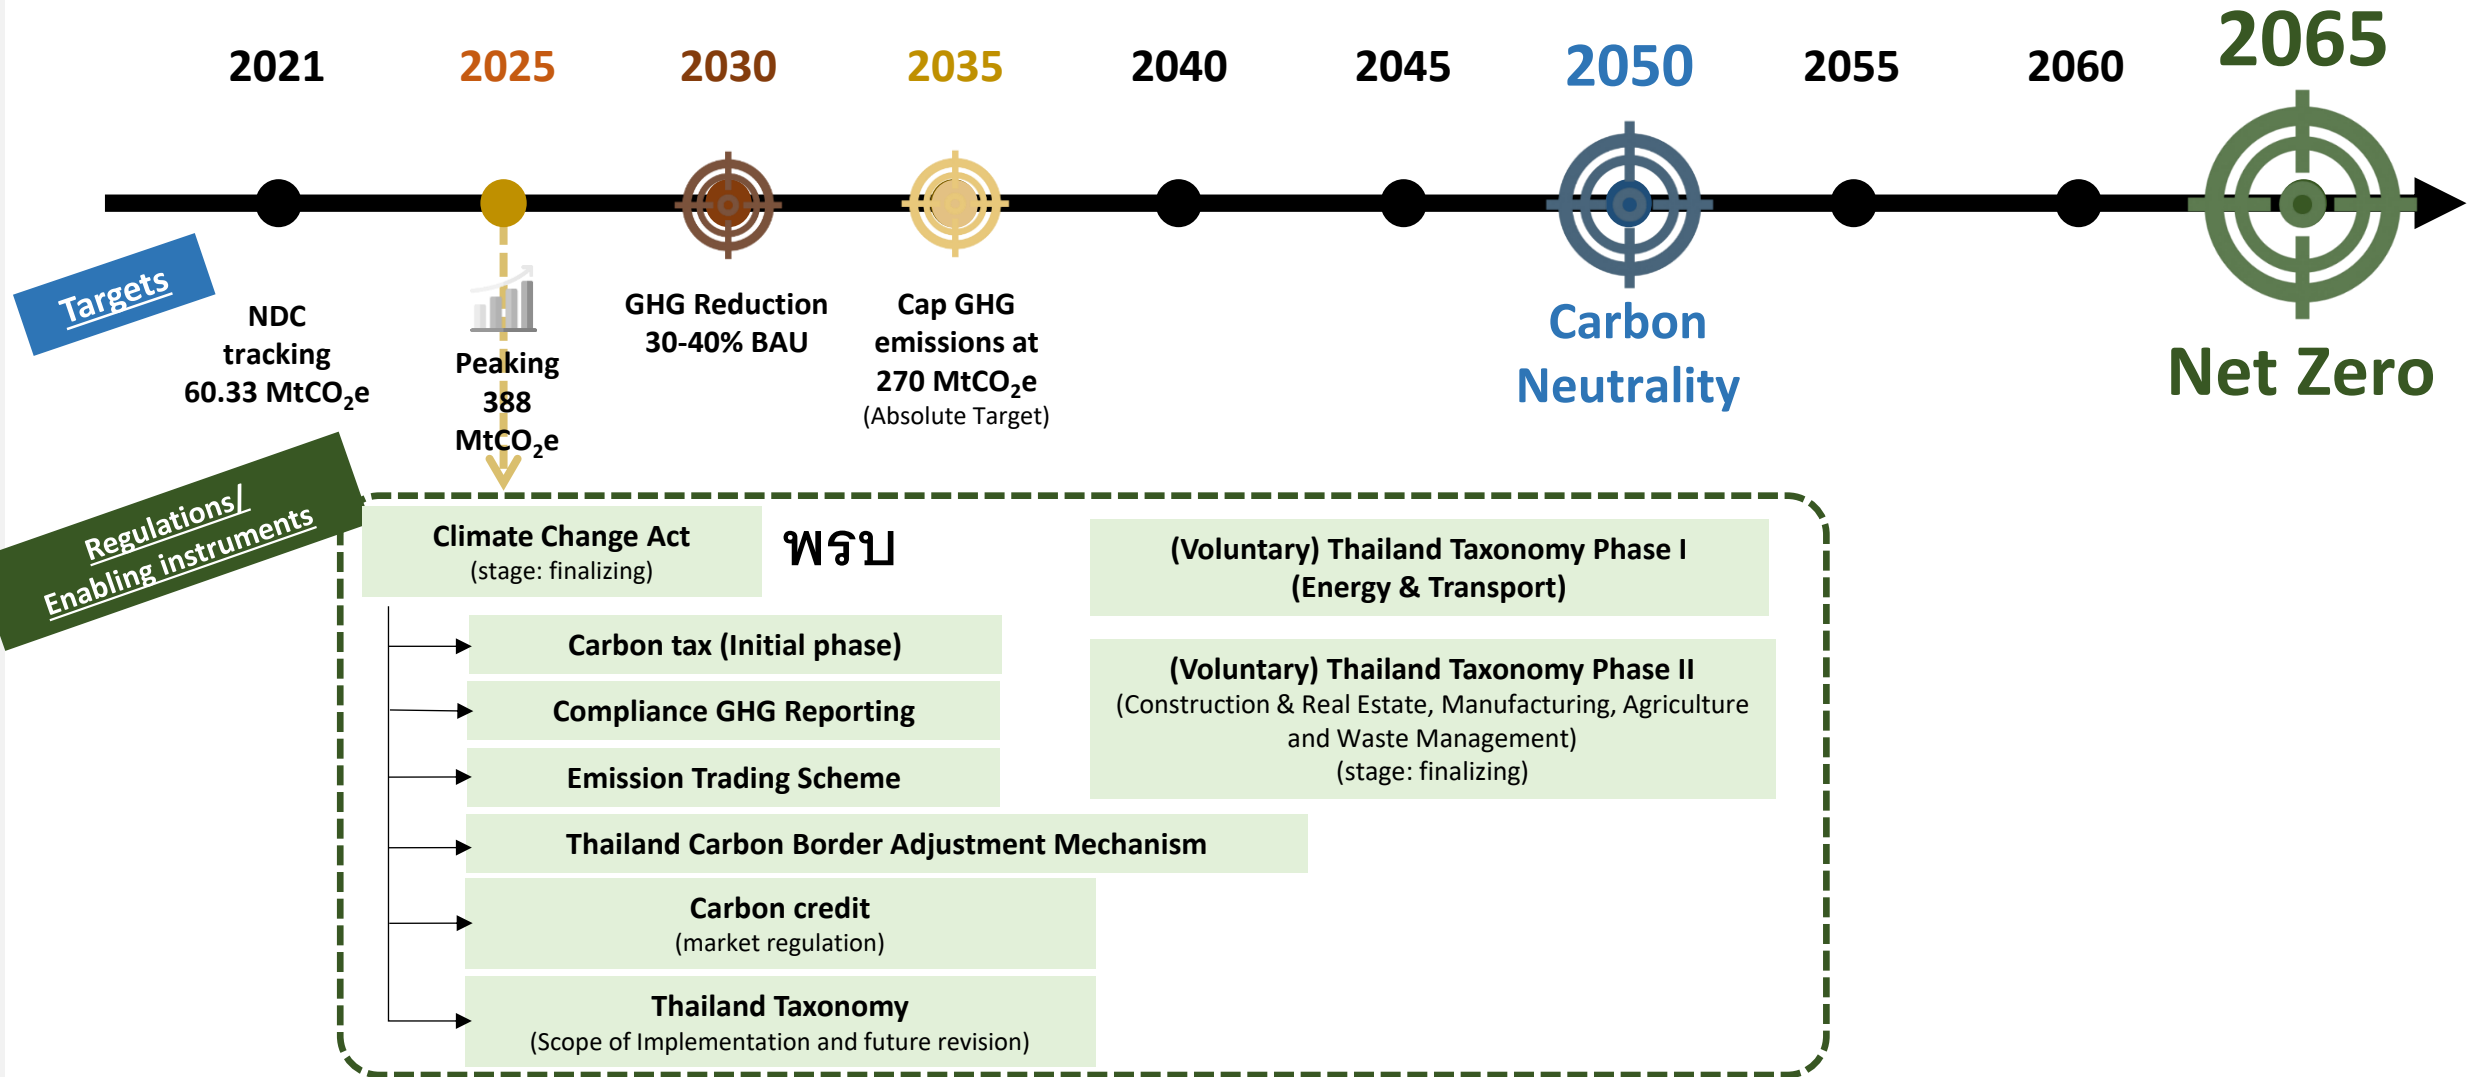 2021
2025
2030
2035
2040
2045
2050
2055
2060
2065
Targets
NDC
tracking
60.33 MtCO₂e
Peaking
388
MtCO₂e
GHG Reduction
30-40% BAU
Cap GHG
emissions at
270 MtCO₂e
(Absolute Target)
Carbon
Neutrality
Net Zero
Regulations/
Enabling instruments
Climate Change Act
(stage: finalizing)
พรบ
Carbon tax (Initial phase)
Compliance GHG Reporting
Emission Trading Scheme
Thailand Carbon Border Adjustment Mechanism
Carbon credit
(market regulation)
Thailand Taxonomy
(Scope of Implementation and future revision)
(Voluntary) Thailand Taxonomy Phase I
(Energy & Transport)
(Voluntary) Thailand Taxonomy Phase II
(Construction & Real Estate, Manufacturing, Agriculture
and Waste Management)
(stage: finalizing)